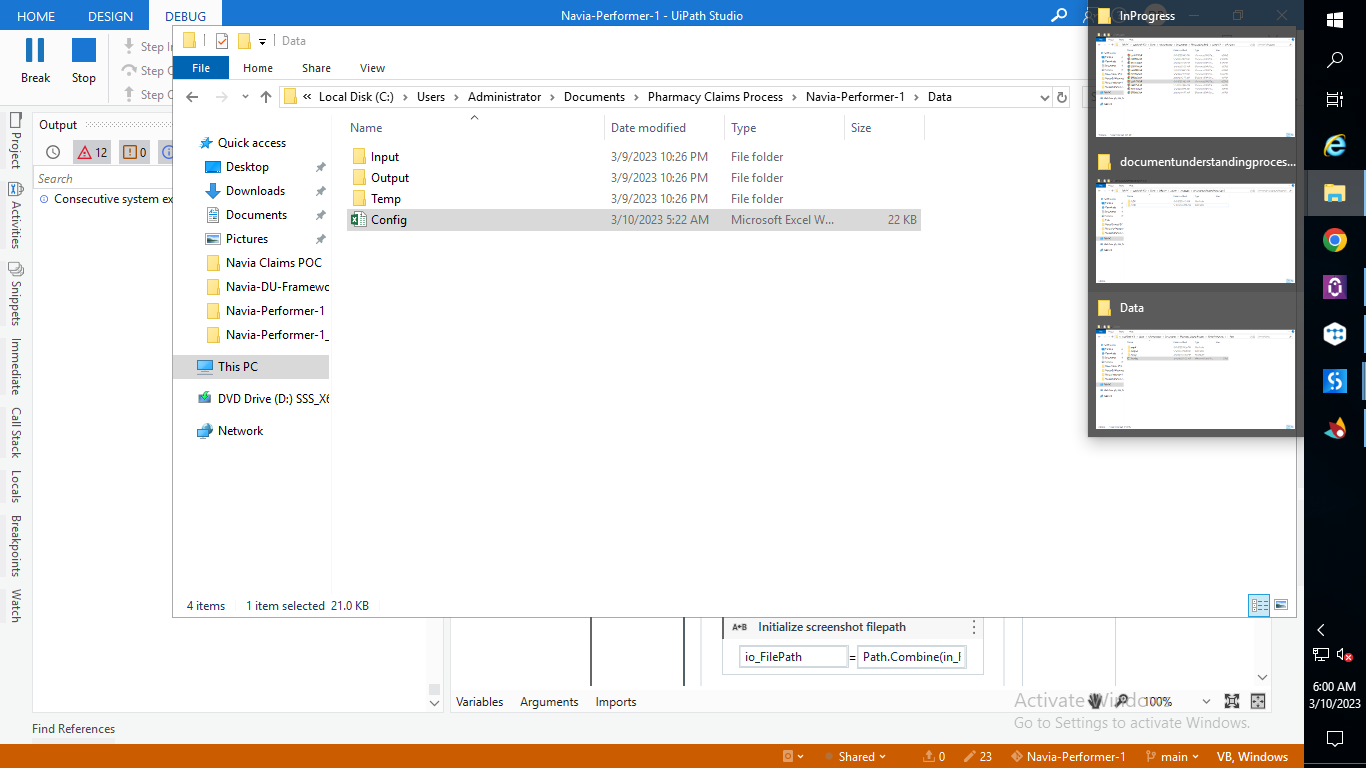 HOME DESIGN DEBUG
Navia-Performer-1 - UiPath Studio
Break
Stop
Step
Step
Step
Project
Activities
Snippets
Immediate
Call Stack
Locals
Breakpoints
Watch
Output
12
0
Search
Consecutive system ex
Find References
Data
File Home Share View
Local Disk (C:)
Documents
Navia-Performer-1
Data
Quick access
Desktop
Downloads
Documents
Pictures
Navia Claims POC
Navia-DU-Framewo
Navia-Performer-1
Navia-Performer-1_
This PC
DVD Drive (D:) SSS_X6
Network
Name Date modified Type Size
Input 3/9/2023 10:26 PM File folder
Output 3/9/2023 10:26 PM File folder
Temp 3/9/2023 10:26 PM File folder
Config 3/10/2023 5:22 AM Microsoft Excel W... 22 KB
4 items 1 item selected 21.0 KB
InProgress
documentunderstandingproces...
Data
A+B Initialize screenshot filepath
io_FilePath = Path.Combine(in_F
Variables Arguments Imports
100%
Activate Windows
Go to Settings to activate Windows.
Shared 0 23 Navia-Performer-1 main VB, Windows
6:00 AM
3/10/2023